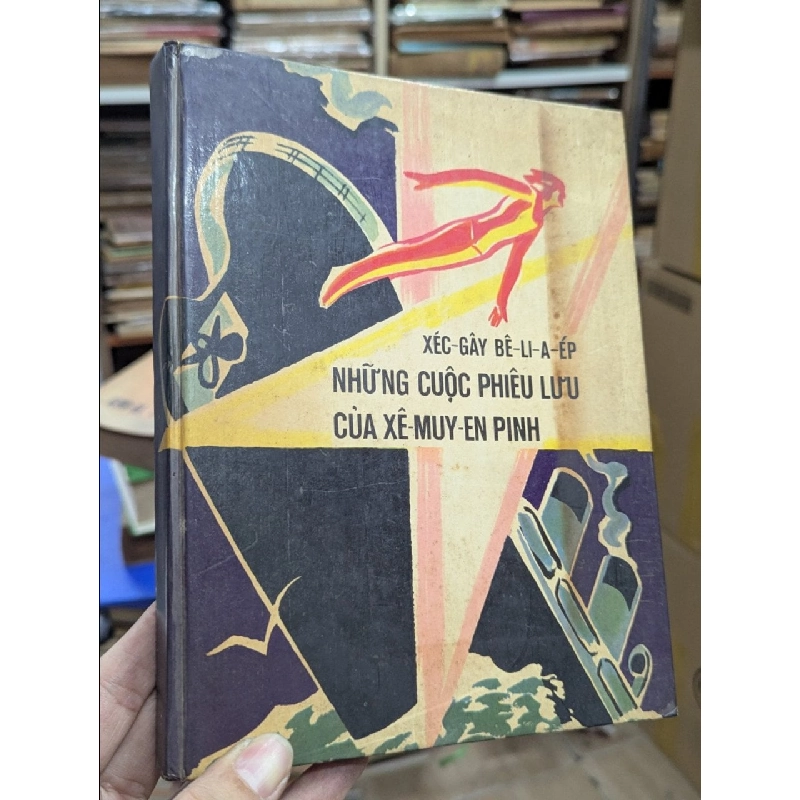 XÉC-GÂY BÊ-LI-A-ÉP
NHỮNG CUỘC PHIÊU LƯU
CỦA XÊ-MUY-EN PINH